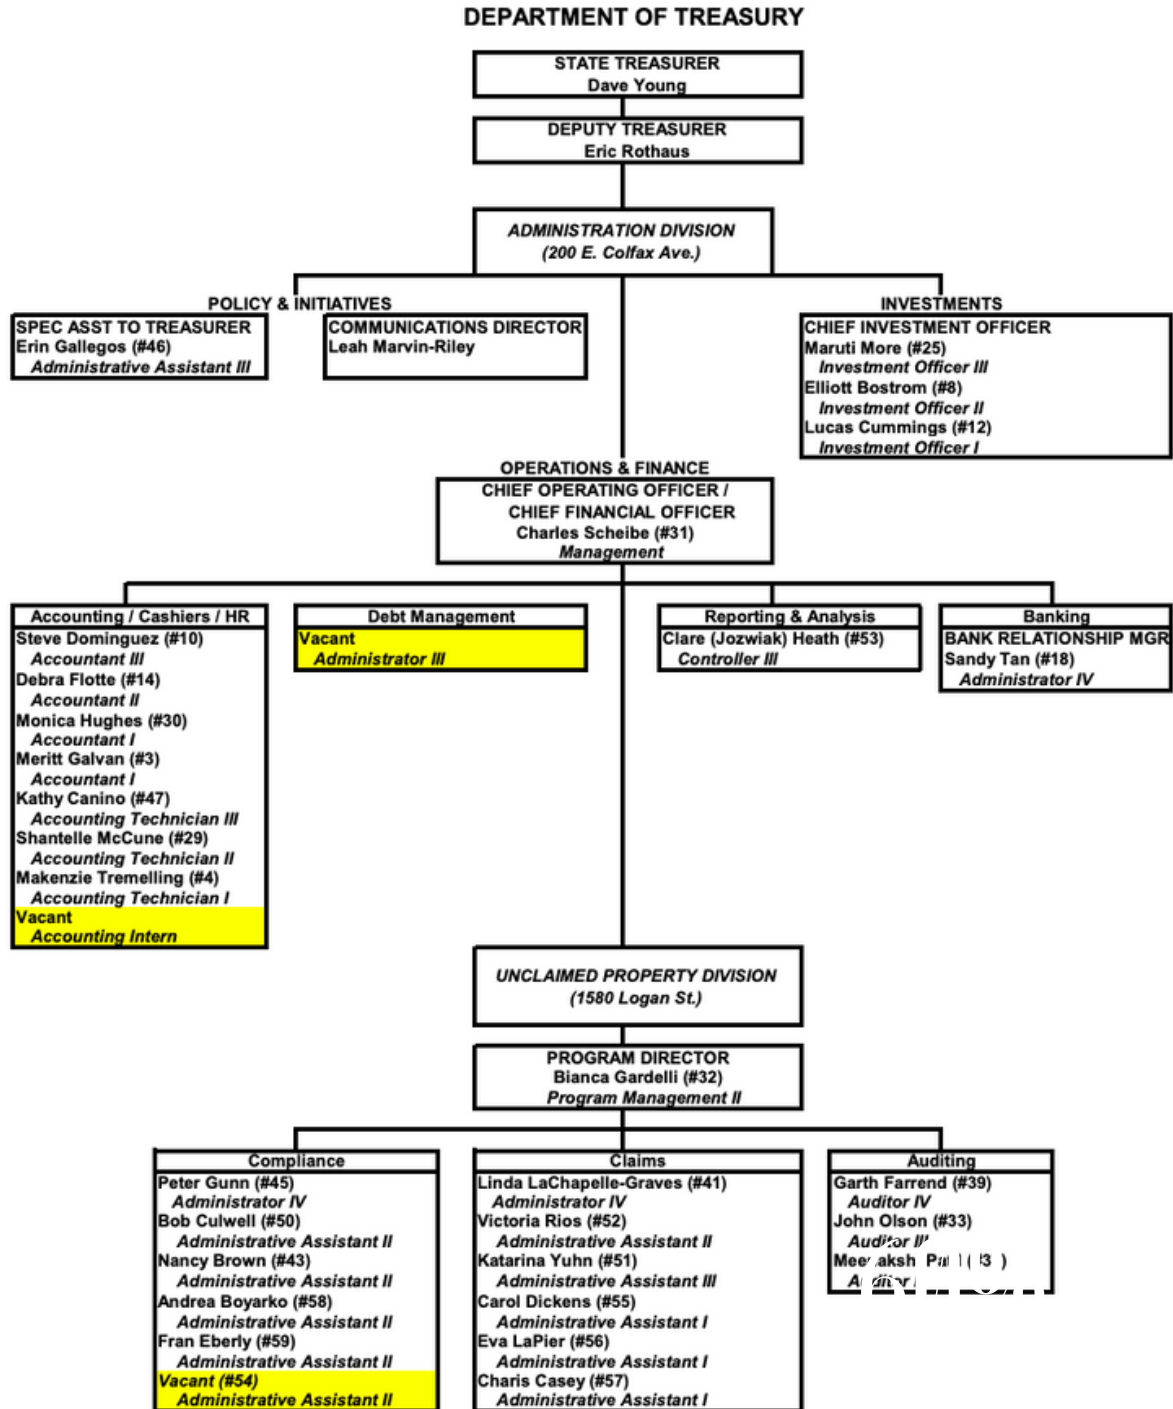 DEPARTMENT OF TREASURY
STATE TREASURER
Dave Young
DEPUTY TREASURER
Eric Rothaus
ADMINISTRATION DIVISION
(200 E. Colfax Ave.)
POLICY & INITIATIVES
SPEC ASST TO TREASURER
Erin Gallegos (#46)
Administrative Assistant III
COMMUNICATIONS DIRECTOR
Leah Marvin-Riley
INVESTMENTS
CHIEF INVESTMENT OFFICER
Maruti More (#25)
Investment Officer III
Elliott Bostrom (#8)
Investment Officer II
Lucas Cummings (#12)
Investment Officer I
OPERATIONS & FINANCE
CHIEF OPERATING OFFICER /
CHIEF FINANCIAL OFFICER
Charles Scheibe (#31)
Management
Accounting / Cashiers / HR
Steve Dominguez (#10)
Accountant III
Debra Flotte (#14)
Accountant II
Monica Hughes (#30)
Accountant I
Meritt Galvan (#3)
Accountant I
Kathy Canino (#47)
Accounting Technician III
Shantelle McCune (#29)
Accounting Technician II
Makenzie Tremelling (#4)
Accounting Technician I
Vacant
Accounting Intern
Debt Management
Vacant
Administrator III
Reporting & Analysis
Clare (Jozwiak) Heath (#53)
Controller III
Banking
BANK RELATIONSHIP MGR
Sandy Tan (#18)
Administrator IV
UNCLAIMED PROPERTY DIVISION
(1580 Logan St.)
PROGRAM DIRECTOR
Bianca Gardelli (#32)
Program Management II
Compliance
Peter Gunn (#45)
Administrator IV
Bob Culwell (#50)
Administrative Assistant II
Nancy Brown (#43)
Administrative Assistant II
Andrea Boyarko (#58)
Administrative Assistant II
Fran Eberly (#59)
Administrative Assistant II
Vacant (#54)
Administrative Assistant II
Claims
Linda LaChapelle-Graves (#41)
Administrator IV
Victoria Rios (#52)
Administrative Assistant II
Katarina Yuhn (#51)
Administrative Assistant III
Carol Dickens (#55)
Administrative Assistant I
Eva LaPier (#56)
Administrative Assistant I
Charis Casey (#57)
Administrative Assistant I
Auditing
Garth Farrend (#39)
Auditor IV
John Olson (#33)
Auditor III
Auditor